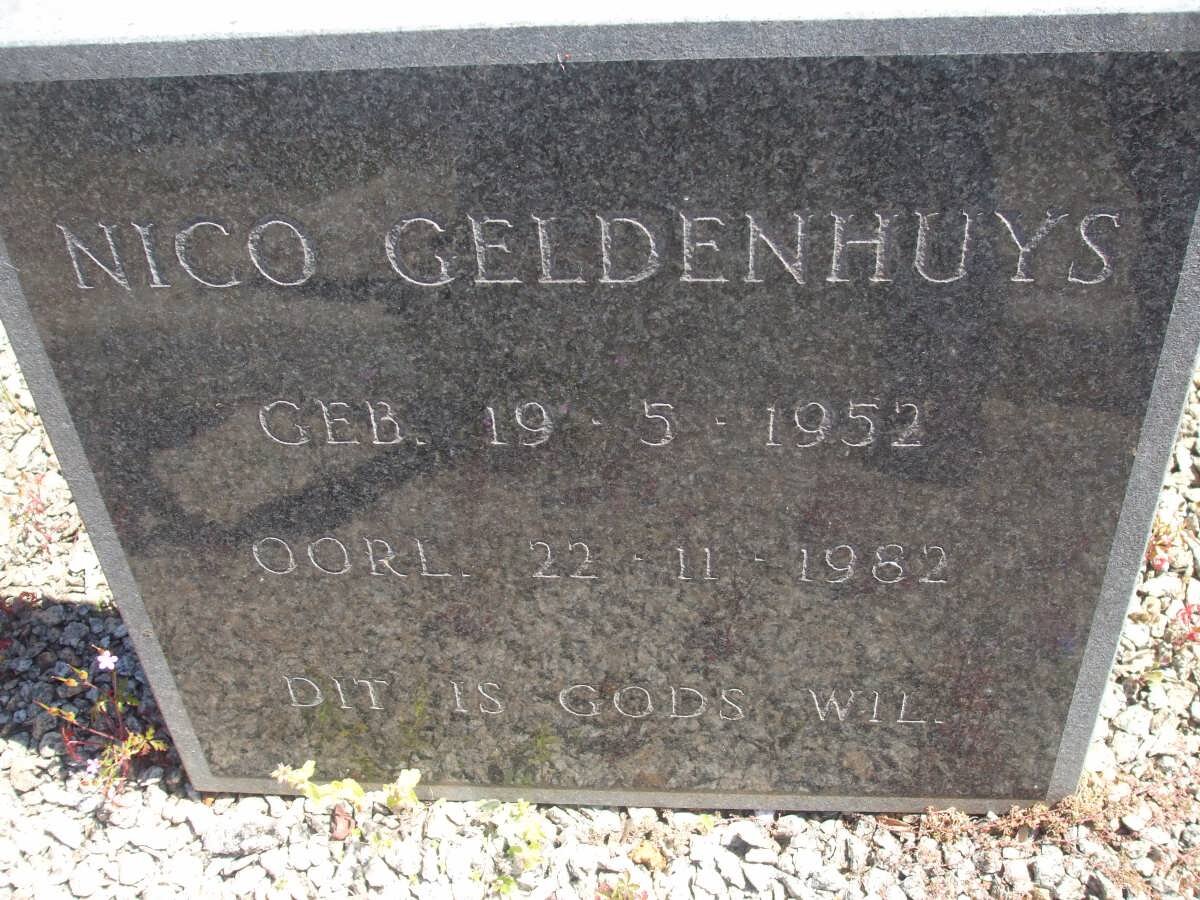 NICO GELDENHUYS
GEB. 19 · 5 · 1952
OORL. 22 · 11 · 1982
DIT IS GODS WIL.